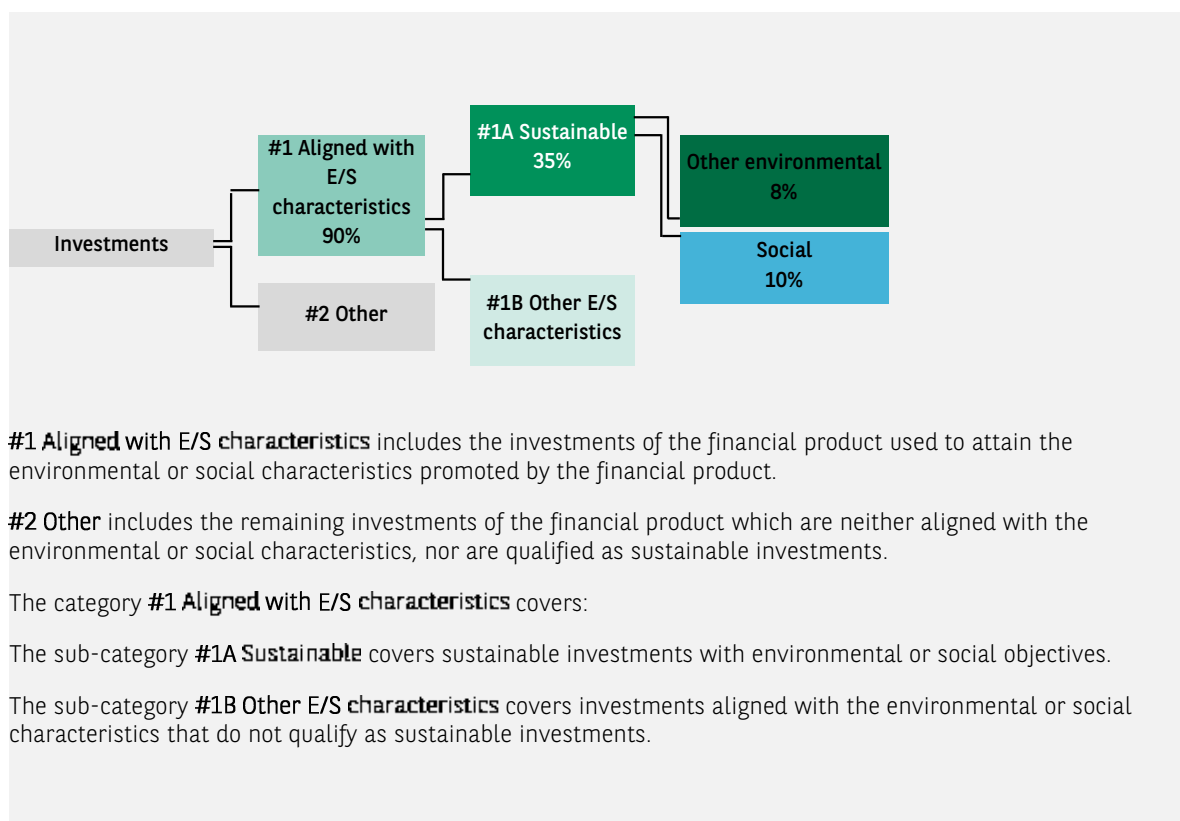 #1A Sustainable
35%
#1 Aligned with
E/S
characteristics
90%
Other environmental
8%
Investments
Social
10%
#2 Other
#1B Other E/S
characteristics
#1 Aligned with E/S characteristics includes the investments of the financial product used to attain the
environmental or social characteristics promoted by the financial product.
#2 Other includes the remaining investments of the financial product which are neither aligned with the
environmental or social characteristics, nor are qualified as sustainable investments.
The category #1 Aligned with E/S characteristics covers:
The sub-category #1A Sustainable covers sustainable investments with environmental or social objectives.
The sub-category #1B Other E/S characteristics covers investments aligned with the environmental or social
characteristics that do not qualify as sustainable investments.